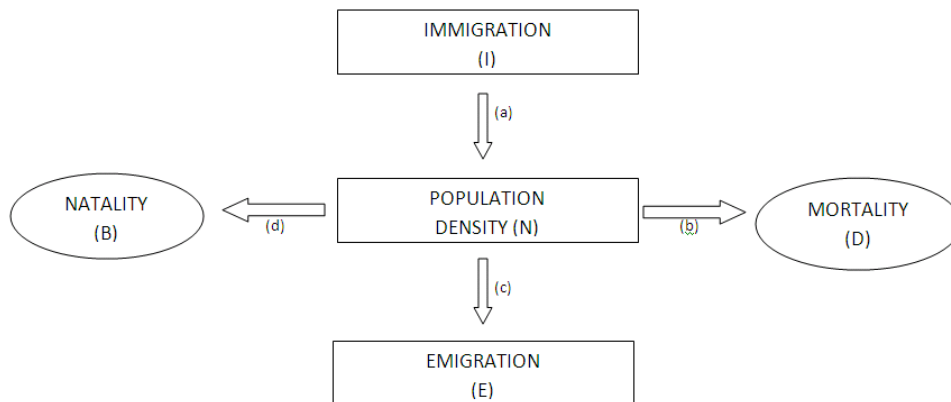 IMMIGRATION
(I)
(a)
NATALITY
(B)
(d)
POPULATION
DENSITY (N)
(b)
MORTALITY
(D)
(c)
EMIGRATION
(E)